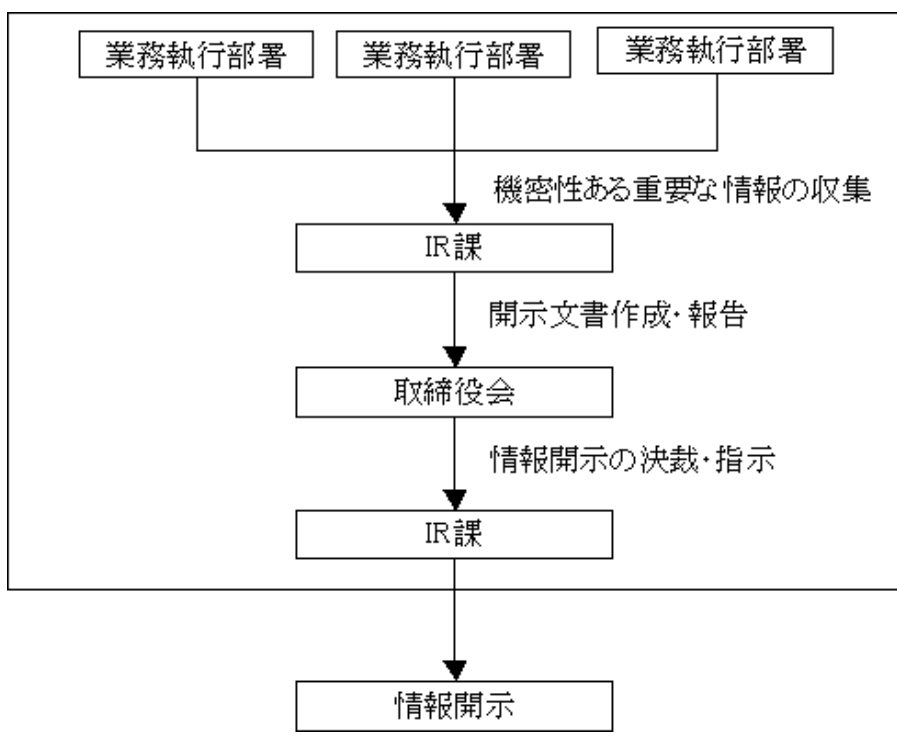 業務執行部署
業務執行部署
業務執行部署
機密性ある重要な情報の収集
IR課
開示文書作成・報告
取締役会
情報開示の決裁・指示
IR課
情報開示